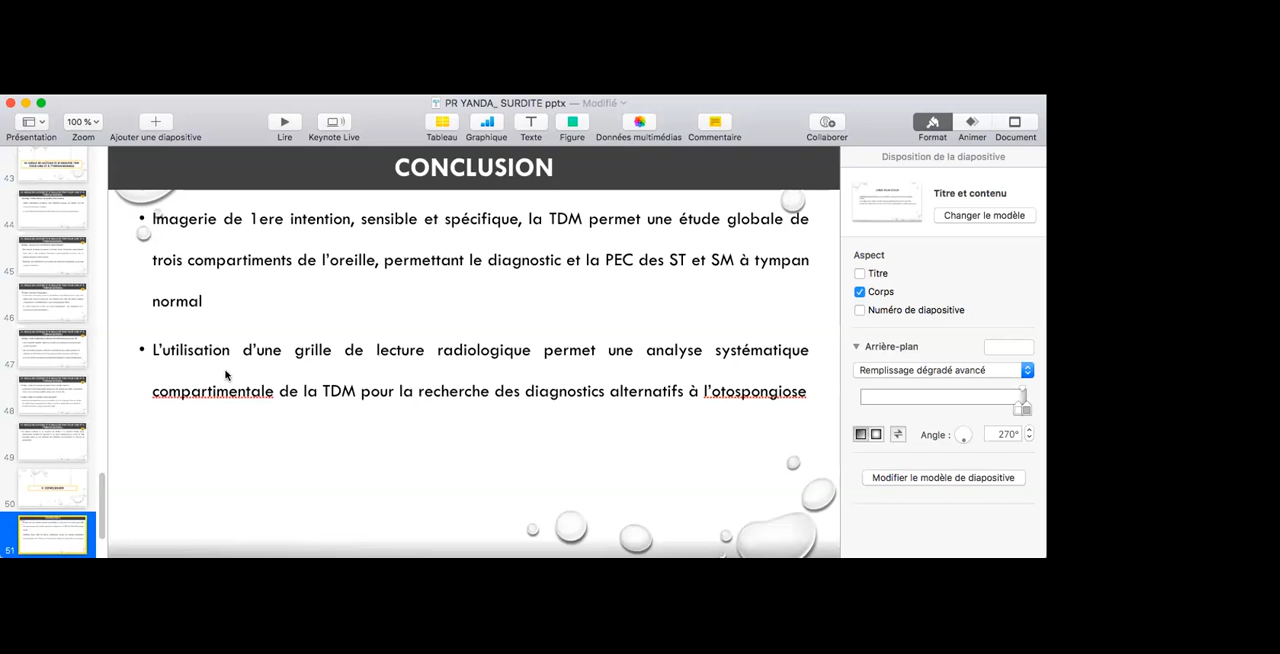 PR YANDA_ SURDITE pptx — Modifié
100 %
Présentation Zoom Ajouter une diapositive Lire Keynote Live Tableau Graphique Texte Figure Données multimédias Commentaire Collaborer Format Animer Document
CONCLUSION
• Imagerie de 1ere intention, sensible et spécifique, la TDM permet une étude globale de
trois compartiments de l'oreille, permettant le diagnostic et la PEC des ST et SM à tympan
normal
• L'utilisation d'une grille de lecture radiologique permet une analyse systématique
compartimentale de la TDM pour la recherche des diagnostics alternatifs à l'otospongiose
43
44
45
46
47
48
49
50
51
Disposition de la diapositive
Titre et contenu
Changer le modèle
Aspect
Titre
Corps
Numéro de diapositive
Arrière-plan
Remplissage dégradé avancé
Angle : 270°
Modifier le modèle de diapositive